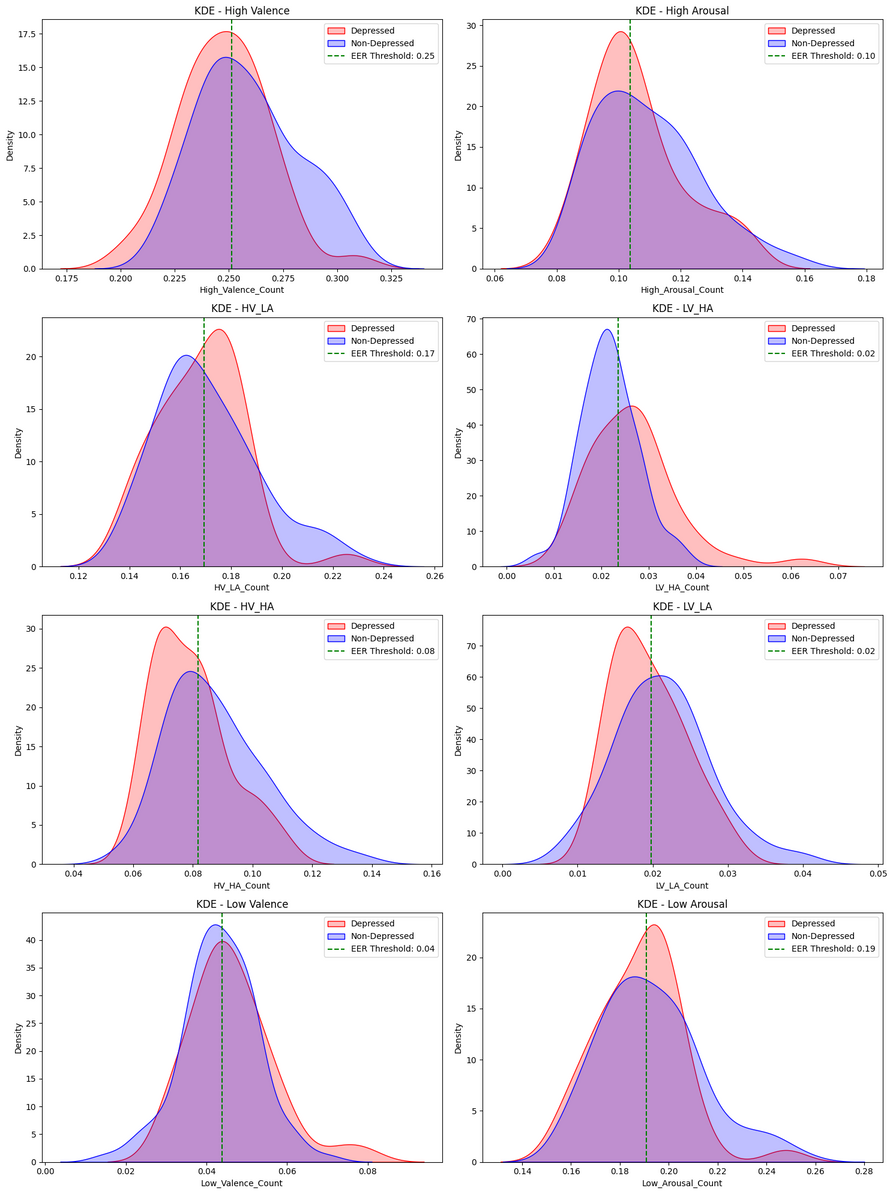 KDE - High Valence
Density
17.5
15.0
12.5
10.0
7.5
5.0
2.5
0.0
0.175 0.200 0.225 0.250 0.275 0.300 0.325
High_Valence_Count
Depressed
Non-Depressed
EER Threshold: 0.25
KDE - High Arousal
Density
30
25
20
15
10
5
0
0.06 0.08 0.10 0.12 0.14 0.16 0.18
High_Arousal_Count
Depressed
Non-Depressed
EER Threshold: 0.10
KDE - HV_LA
Density
20
15
10
5
0
0.12 0.14 0.16 0.18 0.20 0.22 0.24 0.26
HV_LA_Count
Depressed
Non-Depressed
EER Threshold: 0.17
KDE - LV_HA
Density
70
60
50
40
30
20
10
0
0.00 0.01 0.02 0.03 0.04 0.05 0.06 0.07
LV_HA_Count
Depressed
Non-Depressed
EER Threshold: 0.02
KDE - HV_HA
Density
30
25
20
15
10
5
0
0.04 0.06 0.08 0.10 0.12 0.14 0.16
HV_HA_Count
Depressed
Non-Depressed
EER Threshold: 0.08
KDE - LV_LA
Density
70
60
50
40
30
20
10
0
0.00 0.01 0.02 0.03 0.04 0.05
LV_LA_Count
Depressed
Non-Depressed
EER Threshold: 0.02
KDE - Low Valence
Density
40
35
30
25
20
15
10
5
0
0.00 0.02 0.04 0.06 0.08
Low_Valence_Count
Depressed
Non-Depressed
EER Threshold: 0.04
KDE - Low Arousal
Density
20
15
10
5
0
0.14 0.16 0.18 0.20 0.22 0.24 0.26 0.28
Low_Arousal_Count
Depressed
Non-Depressed
EER Threshold: 0.19